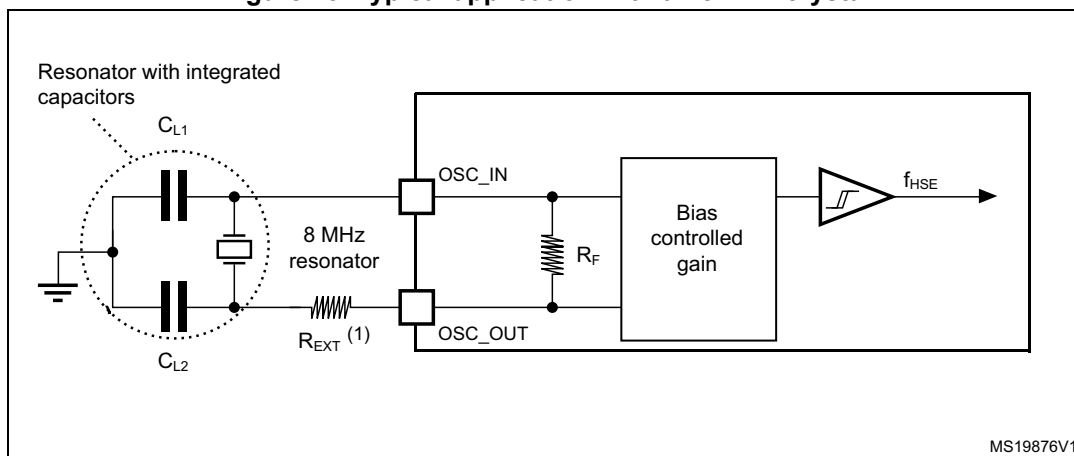 Resonator with integrated
capacitors
CL1
OSC_IN
fHSE
8 MHz
resonator
RF
Bias
controlled
gain
REXT (1)
OSC_OUT
CL2
MS19876V1